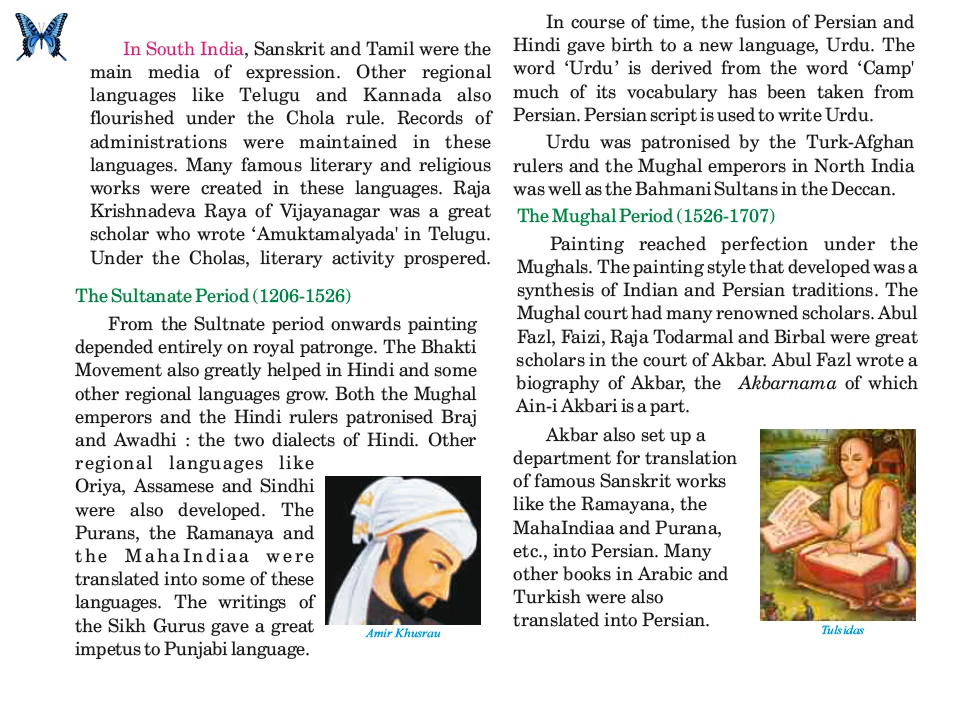 In South India, Sanskrit and Tamil were the
main media of expression. Other regional
languages like Telugu and Kannada also
flourished under the Chola rule. Records of
administrations were maintained in these
languages. Many famous literary and religious
works were created in these languages. Raja
Krishnadeva Raya of Vijayanagar was a great
scholar who wrote ‘Amuktamalyada' in Telugu.
Under the Cholas, literary activity prospered.
The Sultanate Period (1206-1526)
From the Sultnate period onwards painting
depended entirely on royal patronge. The Bhakti
Movement also greatly helped in Hindi and some
other regional languages grow. Both the Mughal
emperors and the Hindi rulers patronised Braj
and Awadhi : the two dialects of Hindi. Other
regional languages like
Oriya, Assamese and Sindhi
were also developed. The
Purans, the Ramanaya and
the MahaIndiaa were
translated into some of these
languages. The writings of
the Sikh Gurus gave a great
impetus to Punjabi language.
Amir Khusrau
In course of time, the fusion of Persian and
Hindi gave birth to a new language, Urdu. The
word ‘Urdu’ is derived from the word ‘Camp'
much of its vocabulary has been taken from
Persian. Persian script is used to write Urdu.
Urdu was patronised by the Turk-Afghan
rulers and the Mughal emperors in North India
was well as the Bahmani Sultans in the Deccan.
The Mughal Period (1526-1707)
Painting reached perfection under the
Mughals. The painting style that developed was a
synthesis of Indian and Persian traditions. The
Mughal court had many renowned scholars. Abul
Fazl, Faizi, Raja Todarmal and Birbal were great
scholars in the court of Akbar. Abul Fazl wrote a
biography of Akbar, the Akbarnama of which
Ain-i Akbari is a part.
Akbar also set up a
department for translation
of famous Sanskrit works
like the Ramayana, the
MahaIndiaa and Purana,
etc., into Persian. Many
other books in Arabic and
Turkish were also
translated into Persian.
Tulsidas